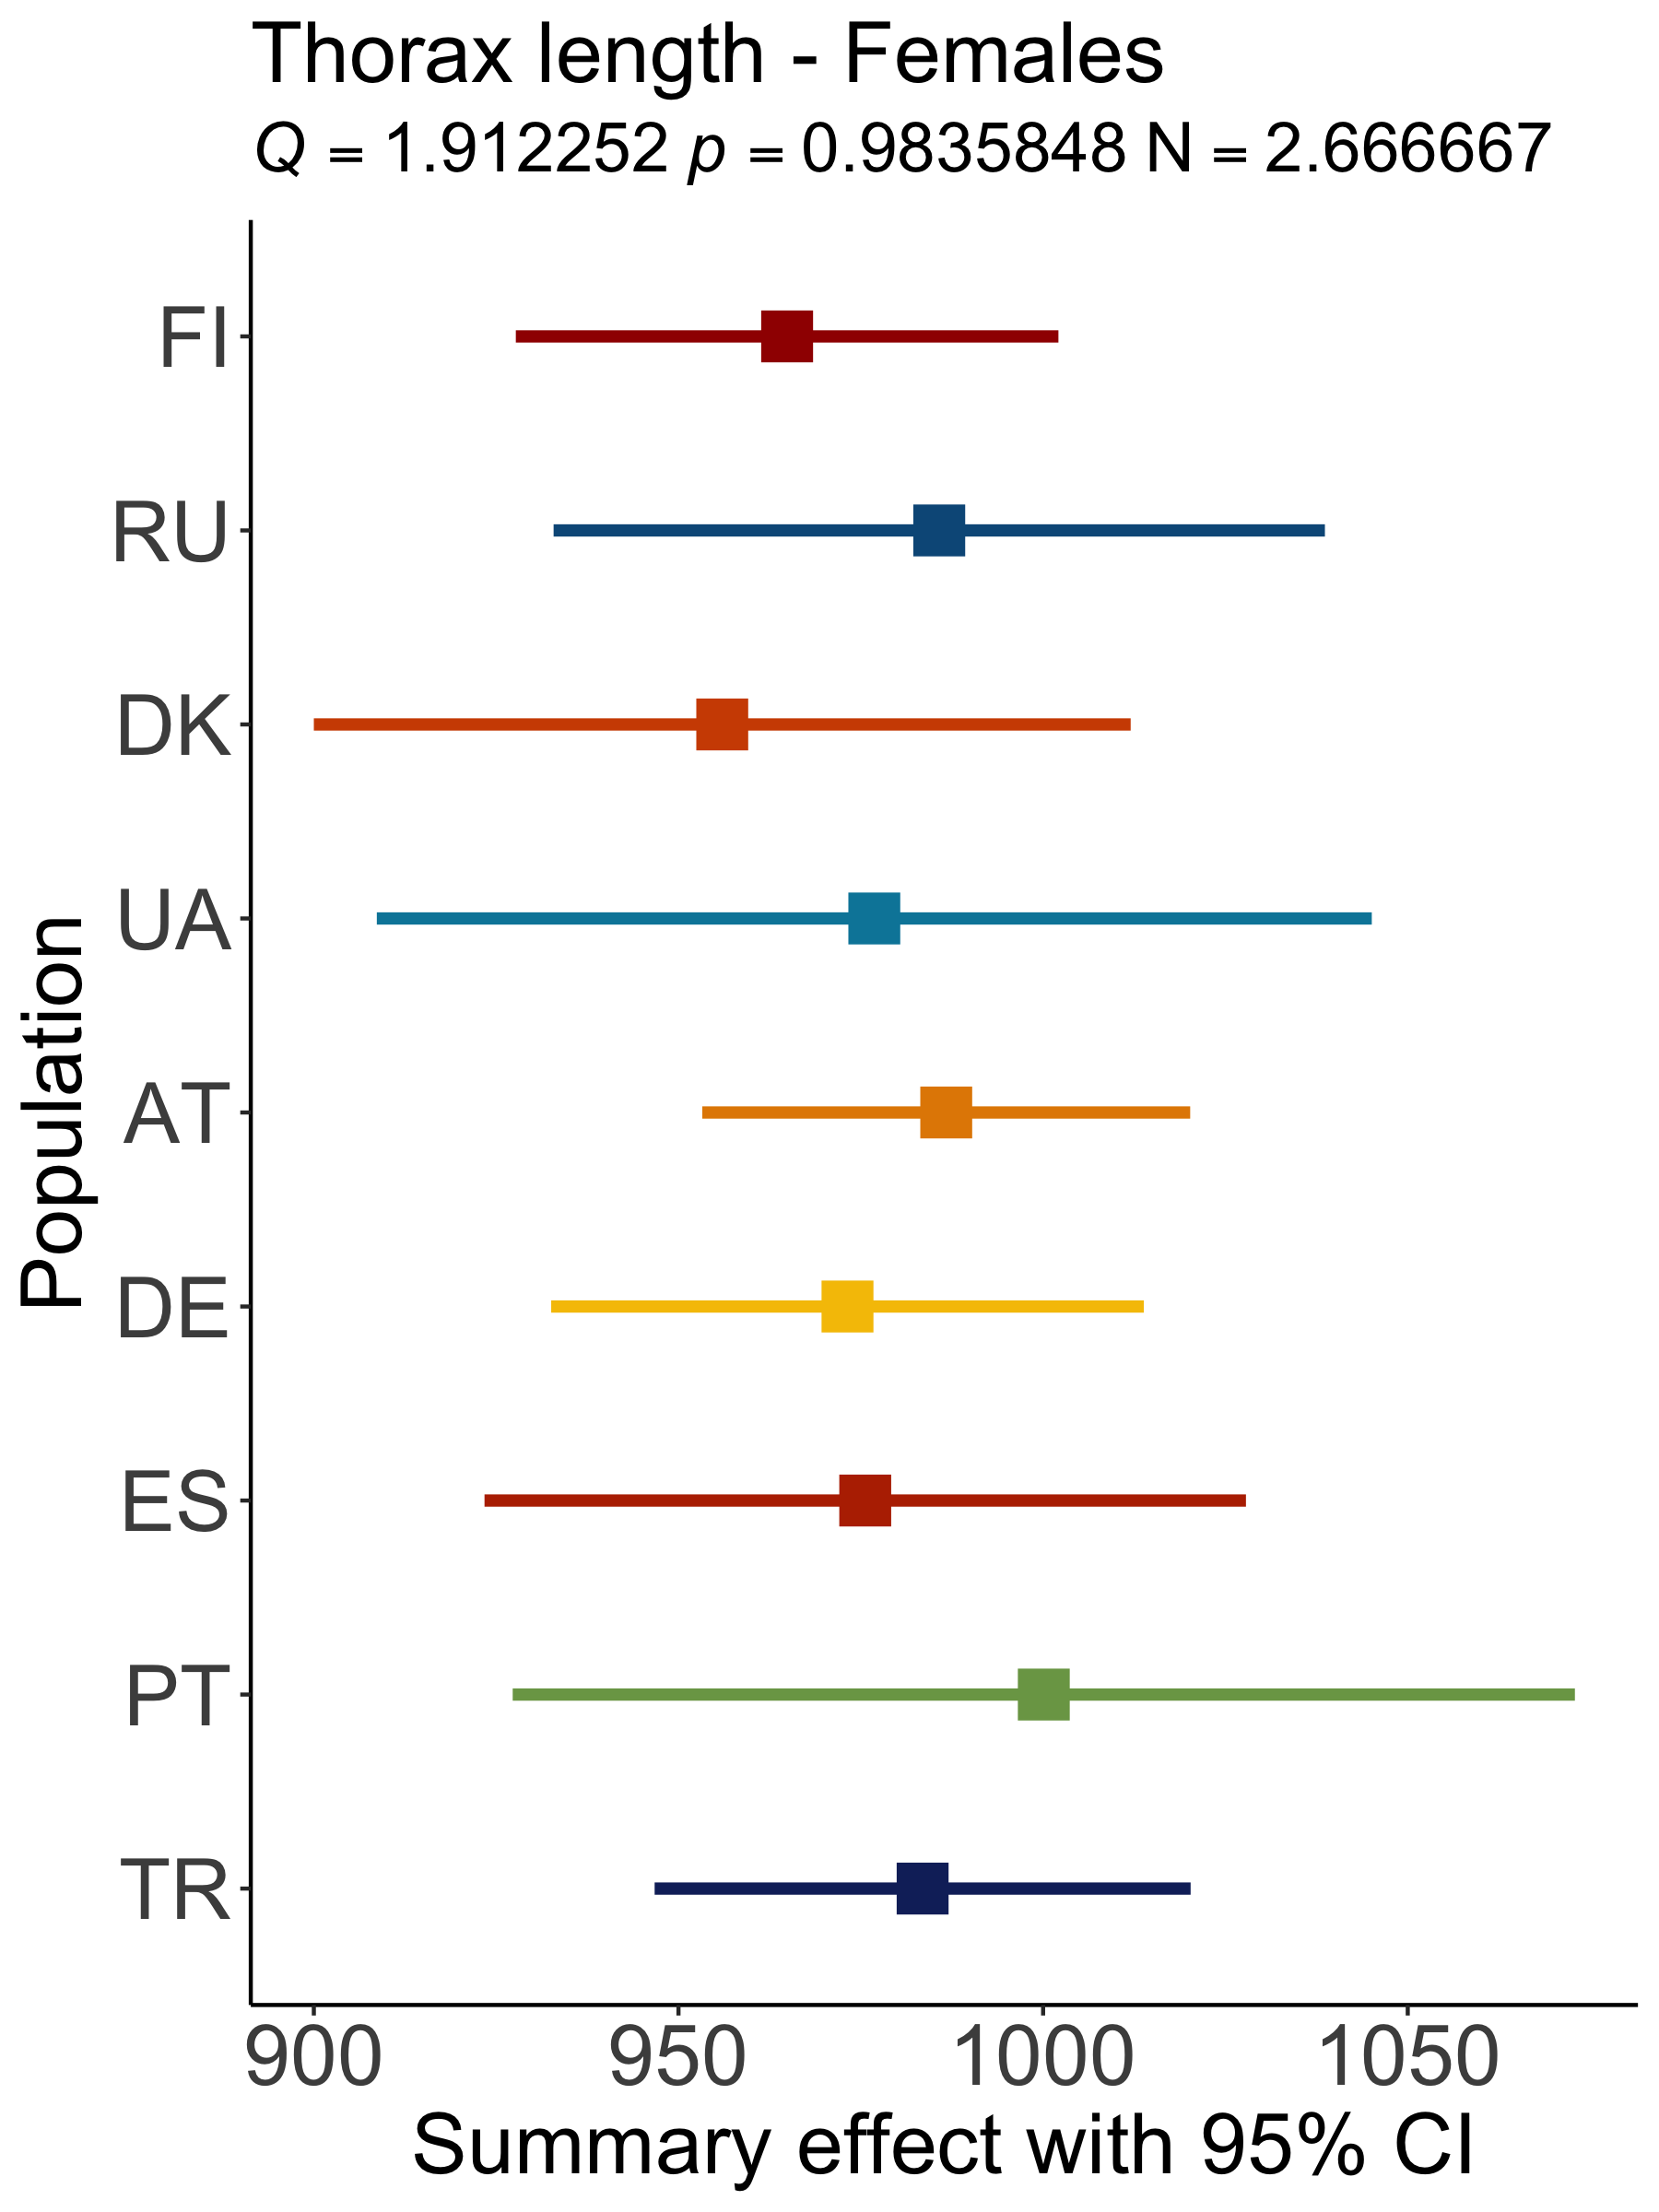 Thorax length - Females
Q = 1.912252 p = 0.9835848 N = 2.666667
FI
RU
DK
UA
AT
DE
ES
PT
TR
Population
900 950 1000 1050
Summary effect with 95% CI